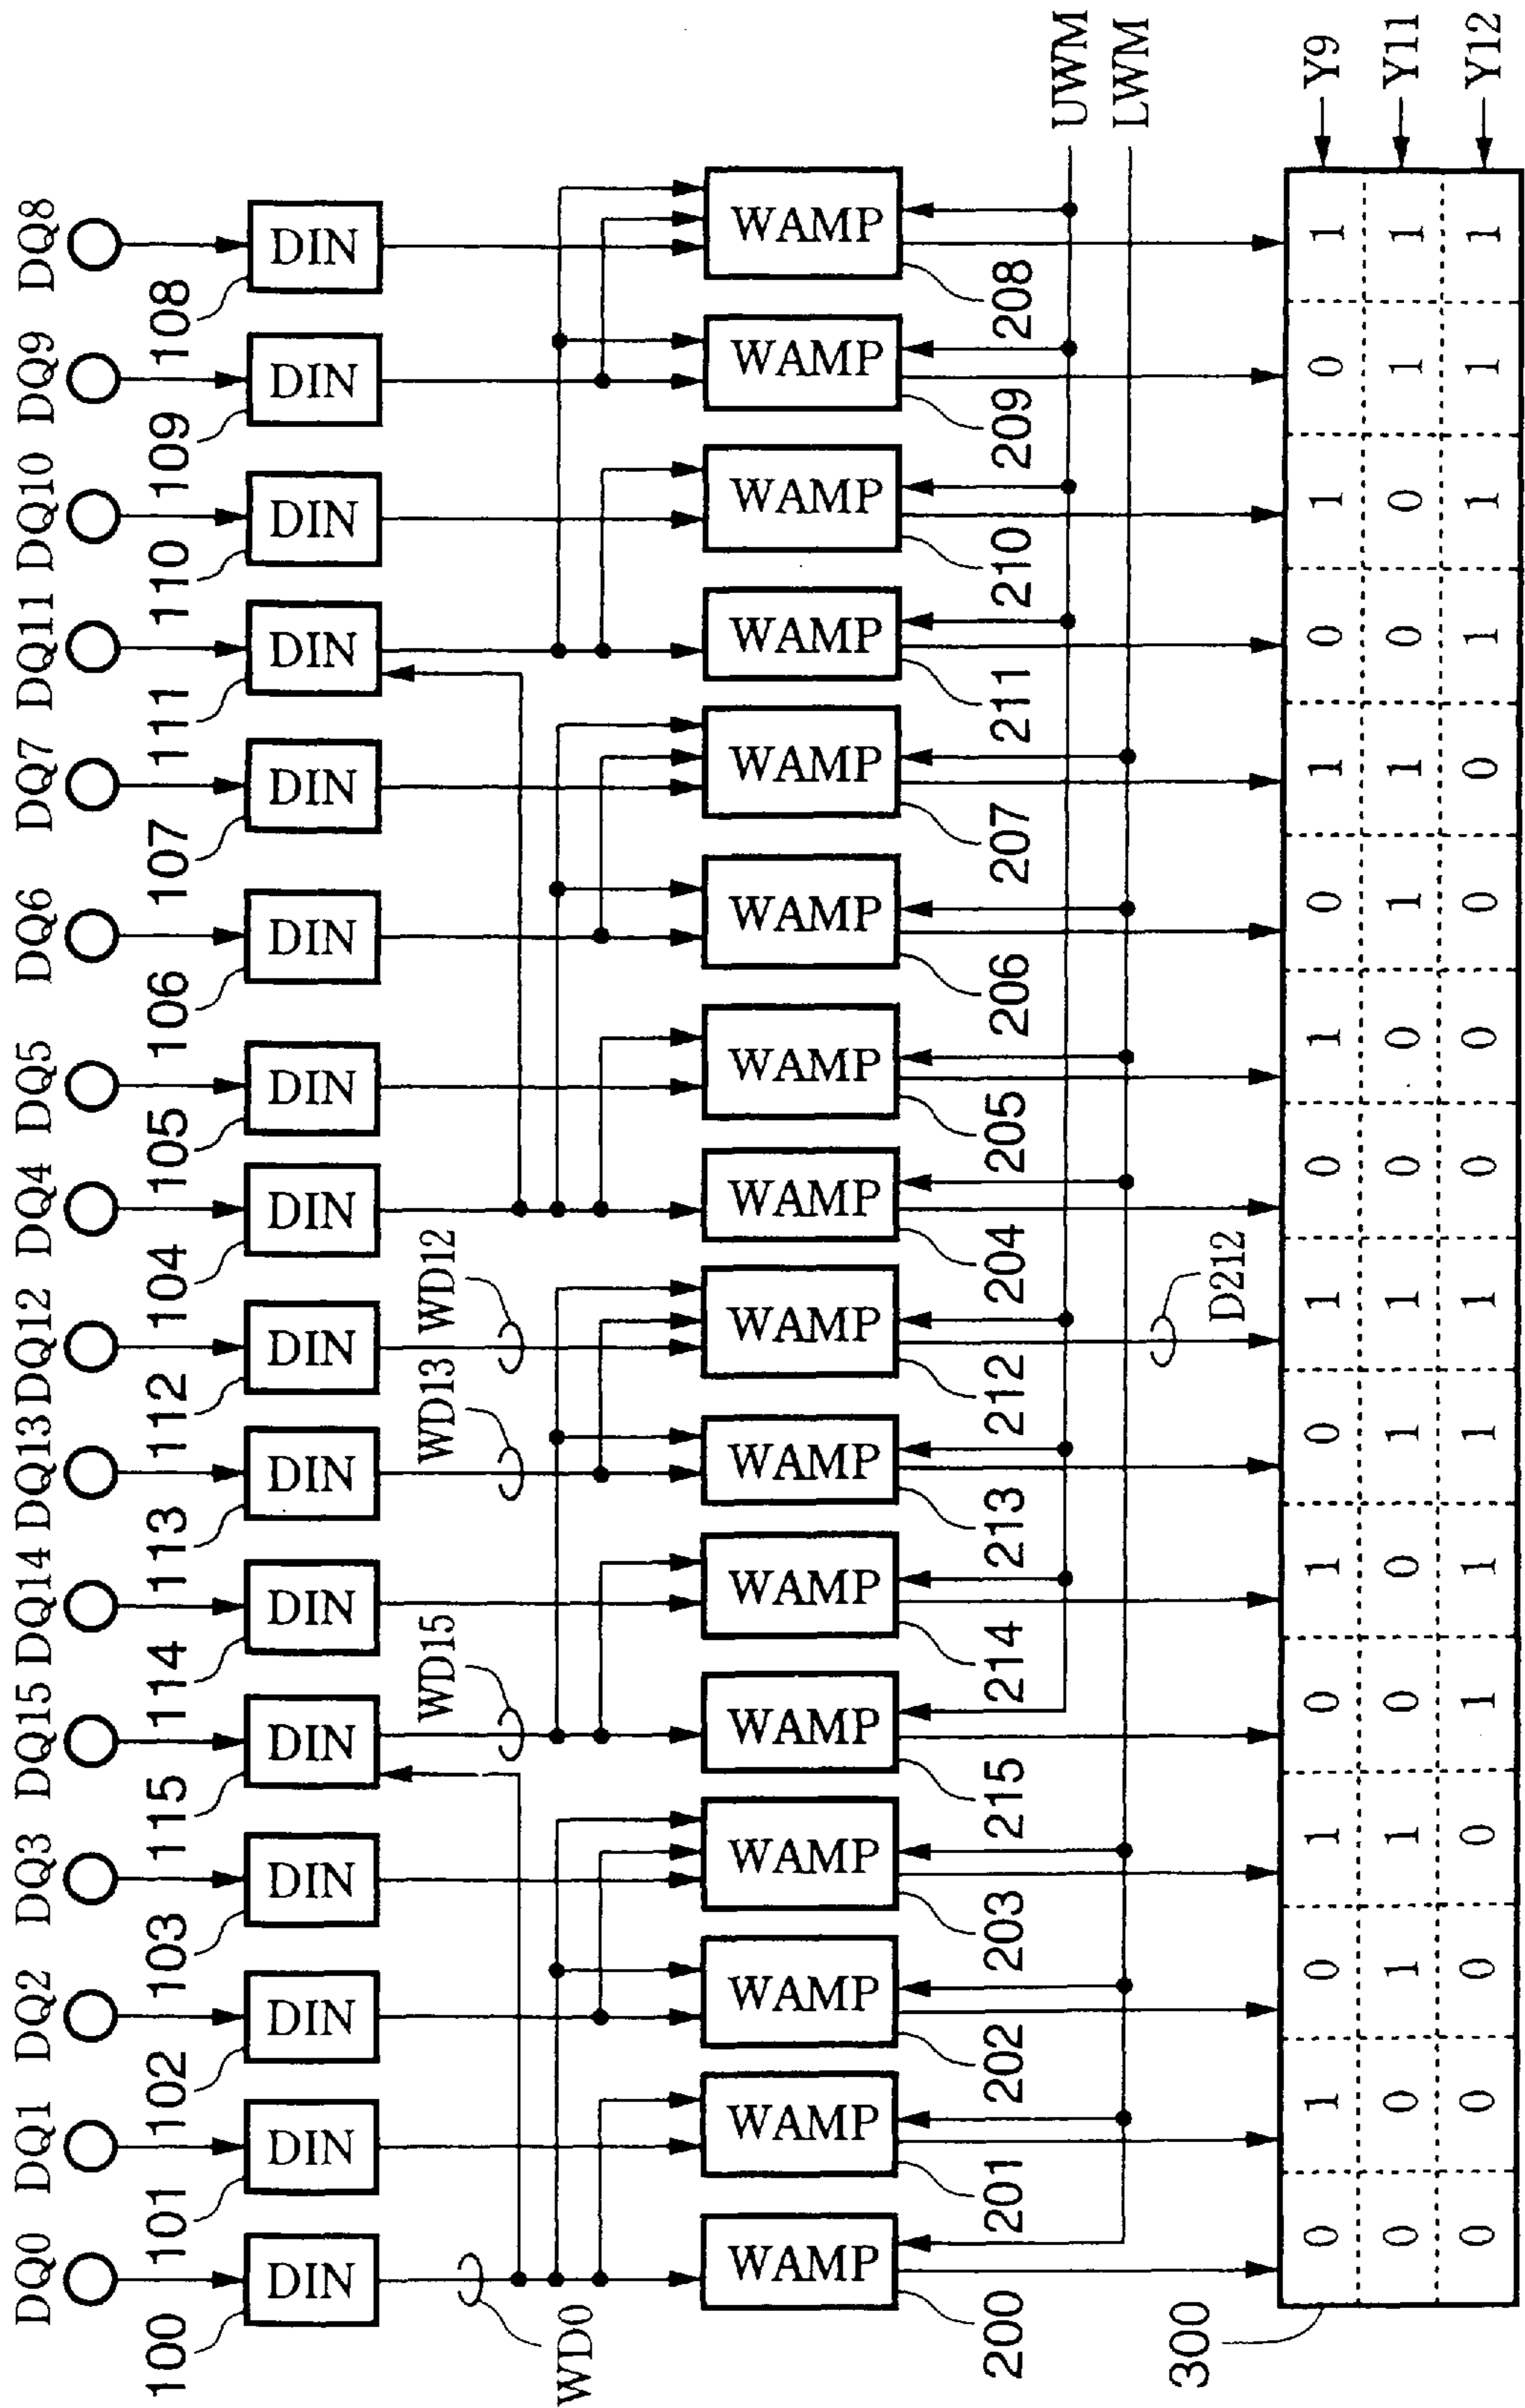 DQ0 DQ1 DQ2 DQ3 DQ15 DQ14 DQ13 DQ12 DQ4 DQ5 DQ6 DQ7 DQ11 DQ10 DQ9 DQ8
100 101 102 103 115 114 113 112 104 105 106 107 111 110 109 108
DIN DIN DIN DIN DIN DIN DIN DIN DIN DIN DIN DIN DIN DIN DIN DIN
WD15 WD13 WD12
WD0
WAMP WAMP WAMP WAMP WAMP WAMP WAMP WAMP WAMP WAMP WAMP WAMP WAMP WAMP WAMP WAMP
200 201 202 203 215 214 213 212 204 205 206 207 211 210 209 208
UWM
LWM
D212
300
0 1 0 1 0 1 0 1 0 1 0 1 0 1 0 1 Y9
0 0 1 1 0 0 1 1 0 0 1 1 0 0 1 1 Y11
0 0 0 0 1 1 1 1 0 0 0 0 1 1 1 1 Y12